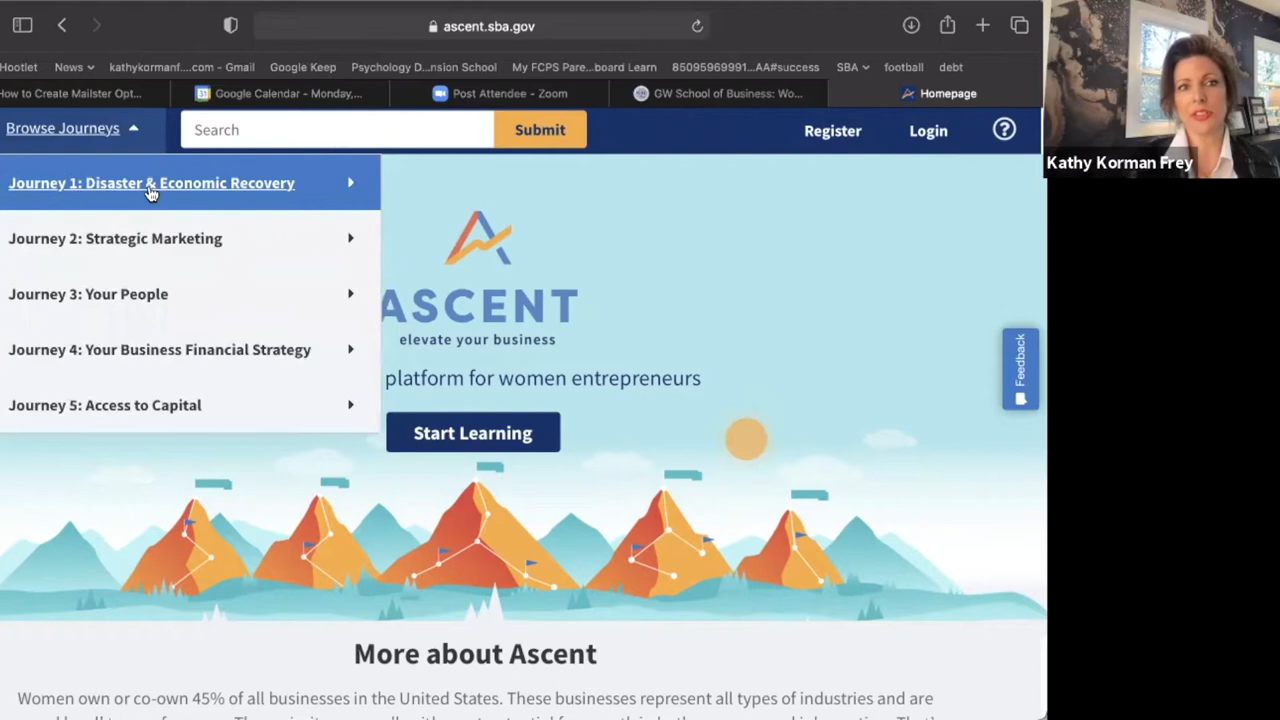 ascent.sba.gov
Hootlet News kathykormanf....com - Gmail Google Keep Psychology D...nsion School My FCPS Pare...board Learn 85095969991...AA#success SBA football debt
How to Create Mailster Opt... Google Calendar - Monday,... Post Attendee - Zoom GW School of Business: Wo... Homepage
Browse Journeys Search Submit Register Login ?
Kathy Korman Frey
Journey 1: Disaster & Economic Recovery
Journey 2: Strategic Marketing
Journey 3: Your People
Journey 4: Your Business Financial Strategy
Journey 5: Access to Capital
ASCENT
elevate your business
platform for women entrepreneurs
Start Learning
Feedback
More about Ascent
Women own or co-own 45% of all businesses in the United States. These businesses represent all types of industries and are